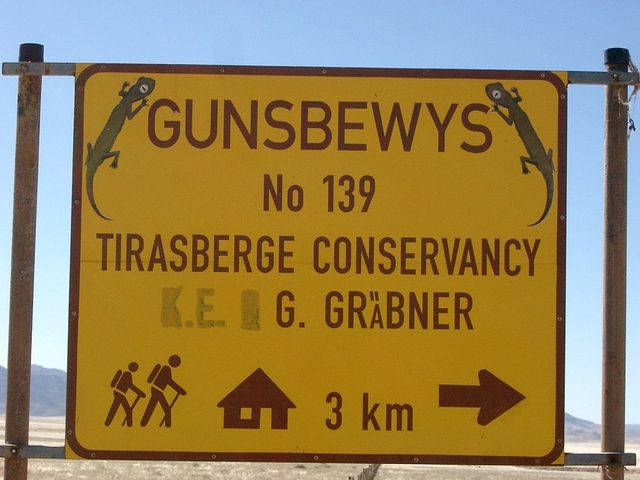 GUNSBEWYS
No 139
TIRASBERGE CONSERVANCY
K.E. G. GRÄBNER
3 km